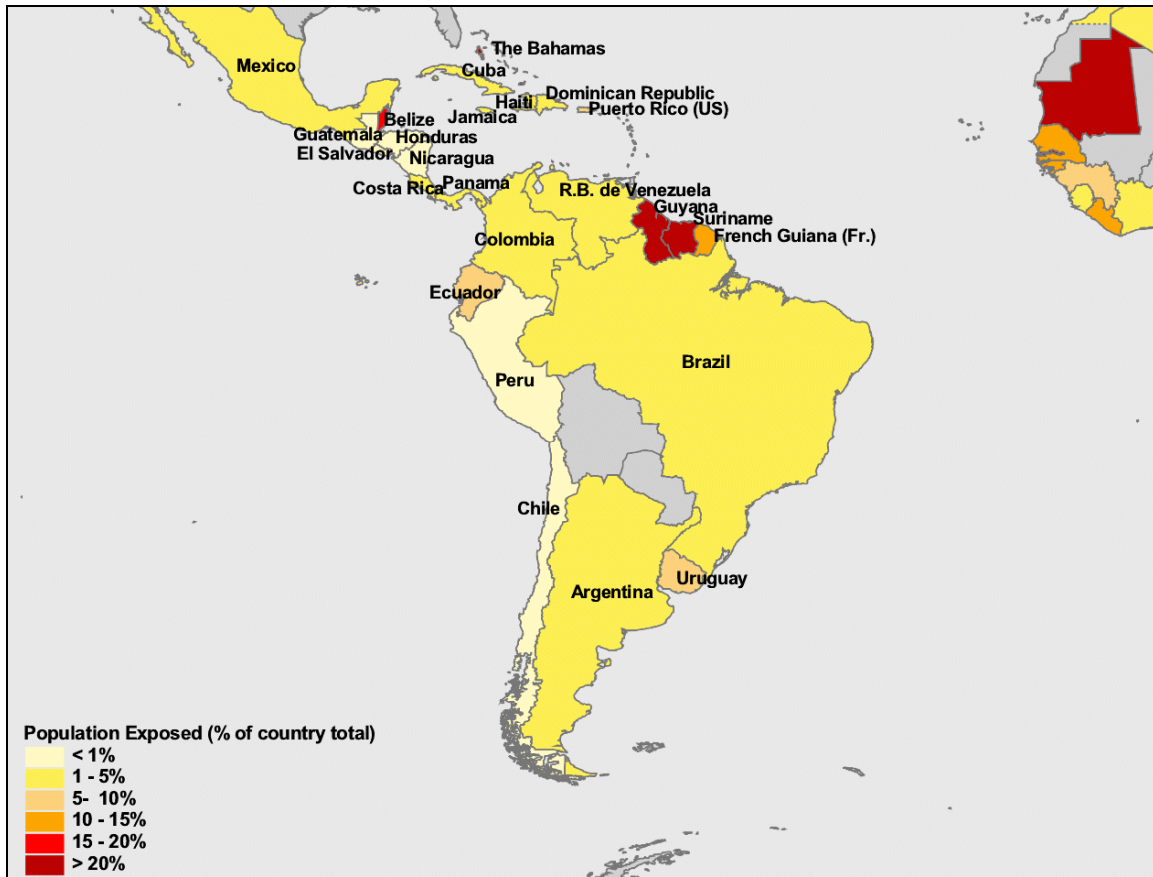 The Bahamas
Mexico
Cuba
Dominican Republic
Haiti
Puerto Rico (US)
Jamaica
Belize
Guatemala
Honduras
El Salvador
Nicaragua
Costa Rica
Panama
R.B. de Venezuela
Guyana
Suriname
French Guiana (Fr.)
Colombia
Ecuador
Brazil
Peru
Chile
Uruguay
Argentina
Population Exposed (% of country total)
< 1%
1 - 5%
5- 10%
10 - 15%
15 - 20%
> 20%